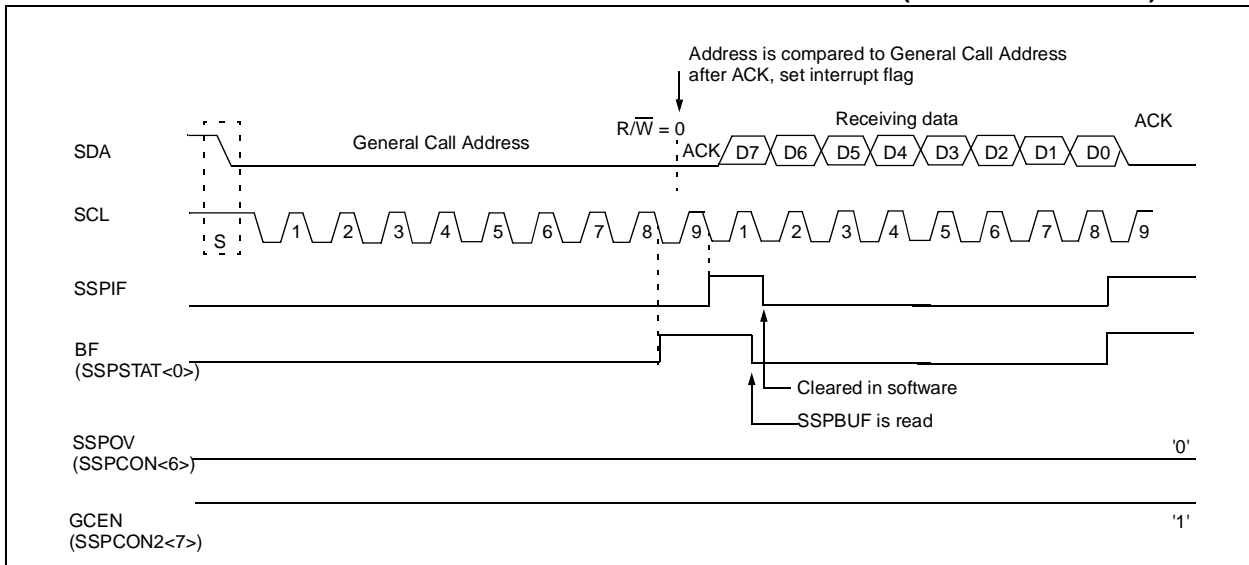 Address is compared to General Call Address
after ACK, set interrupt flag
R/W = 0
Receiving data
ACK
SDA
General Call Address
ACK
D7
D6
D5
D4
D3
D2
D1
D0
SCL
S
1
2
3
4
5
6
7
8
9
1
2
3
4
5
6
7
8
9
SSPIF
BF
(SSPSTAT<0>)
Cleared in software
SSPBUF is read
SSPOV
(SSPCON<6>)
'0'
GCEN
(SSPCON2<7>)
'1'